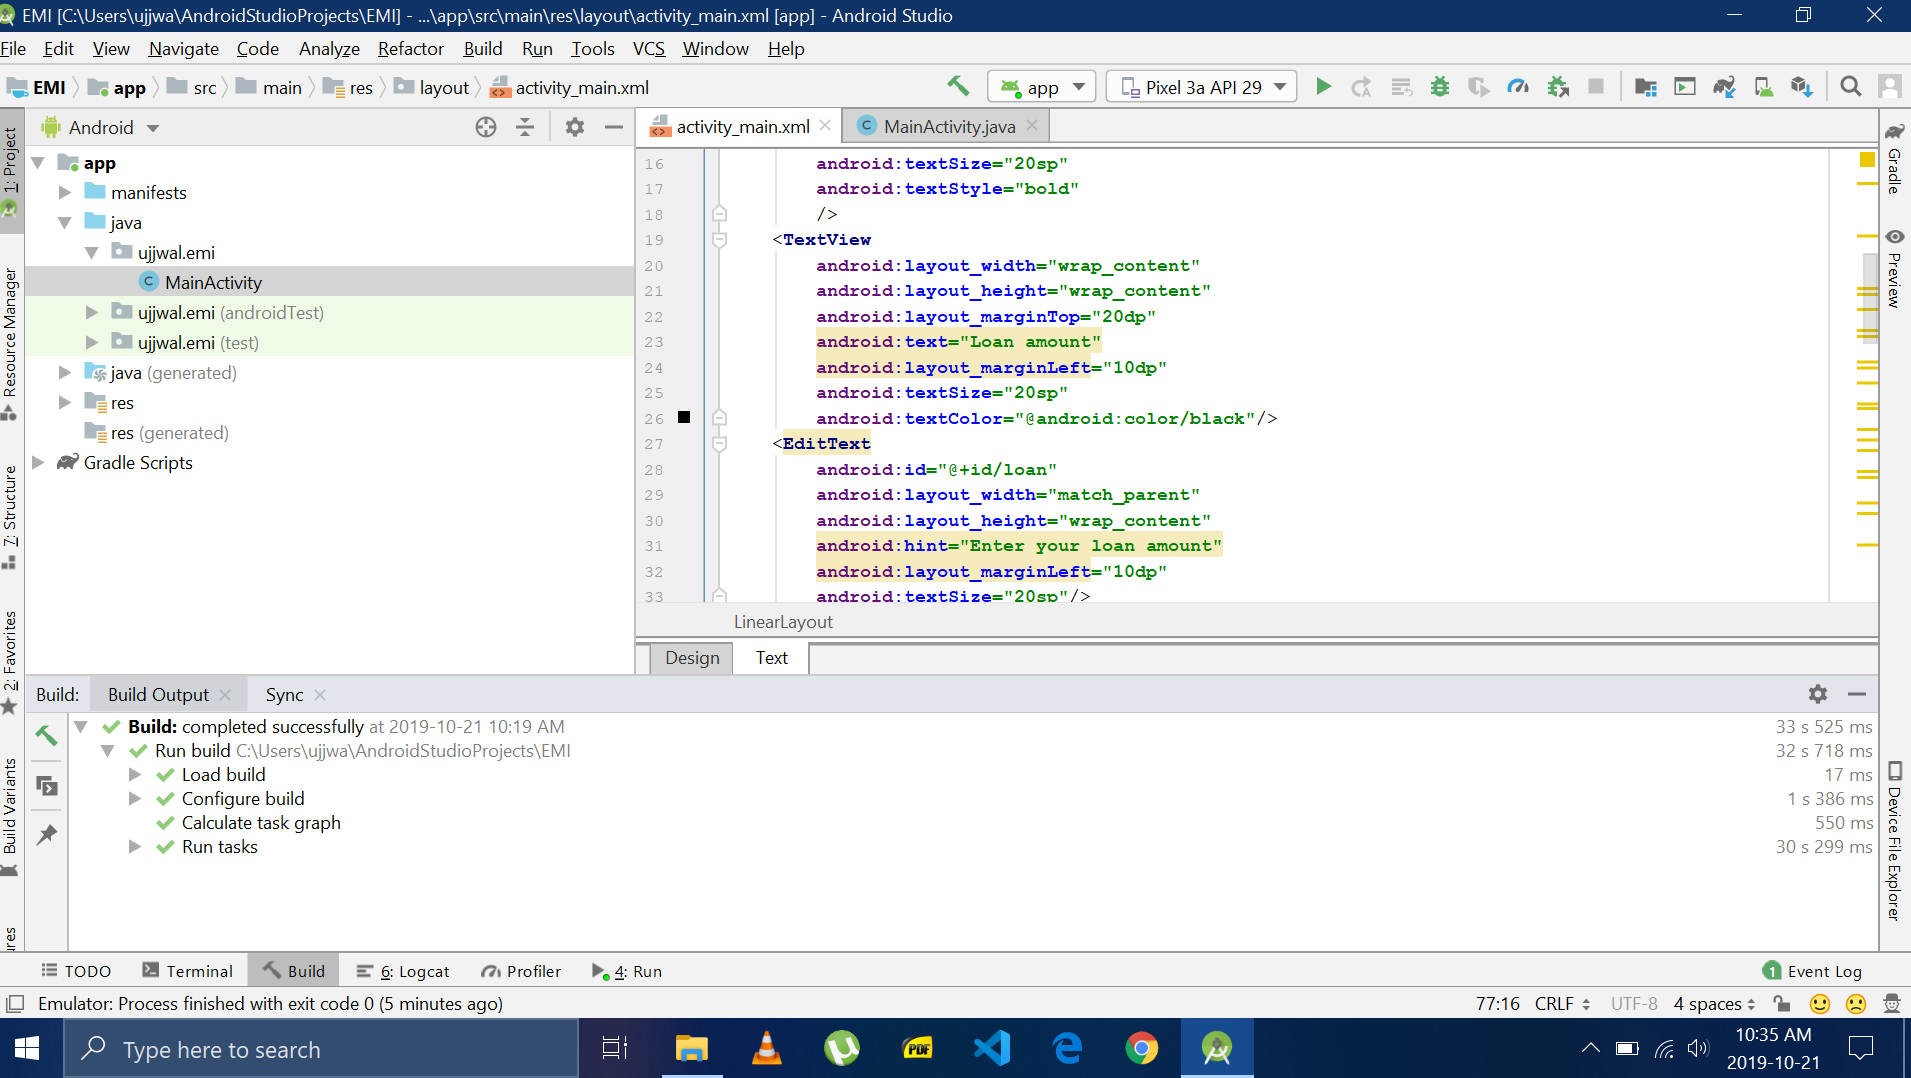 EMI [C:\Users\ujjwa\AndroidStudioProjects\EMI] - ...\app\src\main\res\layout\activity_main.xml [app] - Android Studio
File Edit View Navigate Code Analyze Refactor Build Run Tools VCS Window Help
EMI app src main res layout activity_main.xml app Pixel 3a API 29
Android
app
manifests
java
ujjwal.emi
MainActivity
ujjwal.emi (androidTest)
ujjwal.emi (test)
java (generated)
res
res (generated)
Gradle Scripts
1: Project
Resource Manager
7: Structure
2: Favorites
Build Variants
activity_main.xml MainActivity.java
16 android:textSize="20sp"
17 android:textStyle="bold"
18 />
19 <TextView
20 android:layout_width="wrap_content"
21 android:layout_height="wrap_content"
22 android:layout_marginTop="20dp"
23 android:text="Loan amount"
24 android:layout_marginLeft="10dp"
25 android:textSize="20sp"
26 android:textColor="@android:color/black"/>
27 <EditText
28 android:id="@+id/loan"
29 android:layout_width="match_parent"
30 android:layout_height="wrap_content"
31 android:hint="Enter your loan amount"
32 android:layout_marginLeft="10dp"
33 android:textSize="20sp"/>
LinearLayout
Design Text
Gradle
Preview
Device File Explorer
Build: Build Output Sync
Build: completed successfully at 2019-10-21 10:19 AM 33 s 525 ms
Run build C:\Users\ujjwa\AndroidStudioProjects\EMI 32 s 718 ms
Load build 17 ms
Configure build 1 s 386 ms
Calculate task graph 550 ms
Run tasks 30 s 299 ms
TODO Terminal Build 6: Logcat Profiler 4: Run 1 Event Log
Emulator: Process finished with exit code 0 (5 minutes ago) 77:16 CRLF UTF-8 4 spaces
Type here to search PDF 10:35 AM
2019-10-21